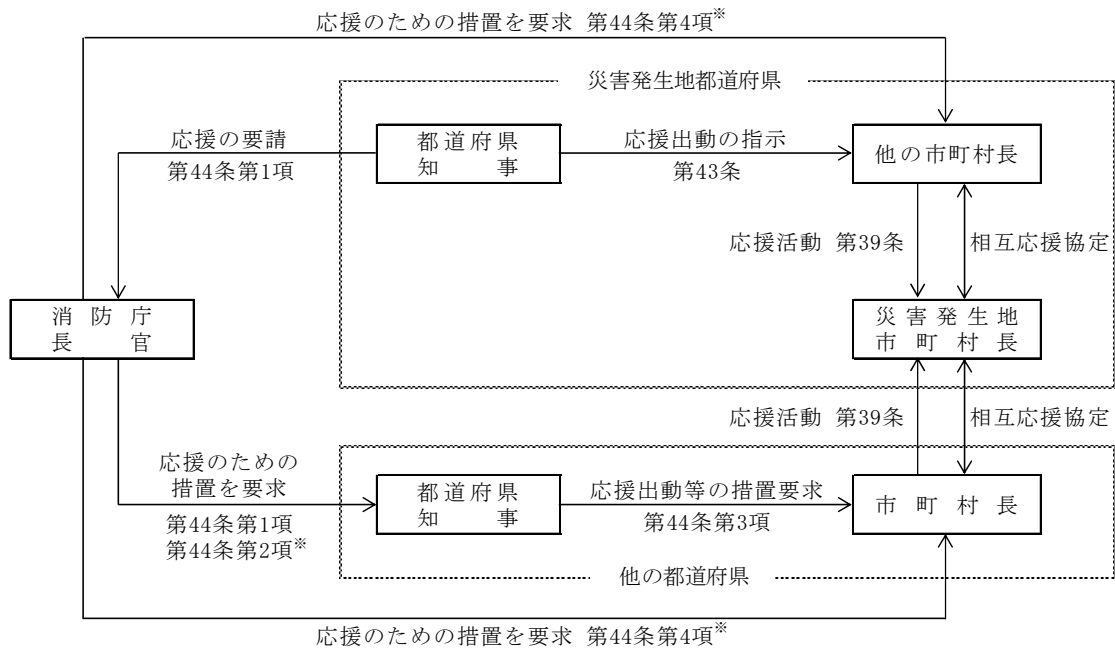 応援のための措置を要求 第44条第4項※
災害発生地都道府県
応援の要請
第44条第1項
都道府県
知事
応援出動の指示
第43条
他の市町村長
応援活動 第39条
相互応援協定
消防庁
長官
災害発生地
市町村長
応援活動 第39条
相互応援協定
応援のための
措置を要求
第44条第1項
第44条第2項※
都道府県
知事
応援出動等の措置要求
第44条第3項
市町村長
他の都道府県
応援のための措置を要求 第44条第4項※